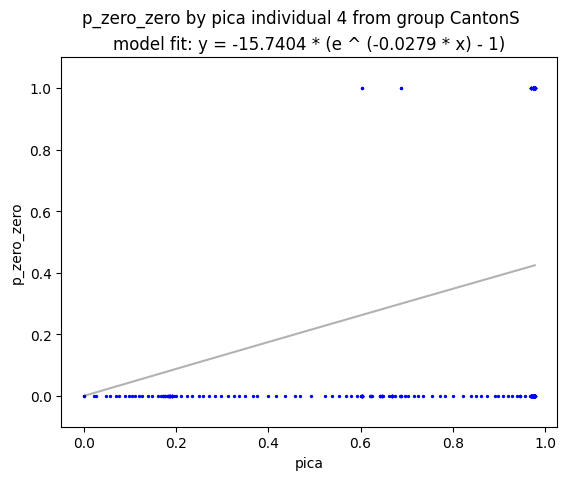 p_zero_zero by pica individual 4 from group CantonS
model fit: y = -15.7404 * (e ^ (-0.0279 * x) - 1)
1.0
0.8
0.6
0.4
0.2
0.0
p_zero_zero
0.0 0.2 0.4 0.6 0.8 1.0
pica